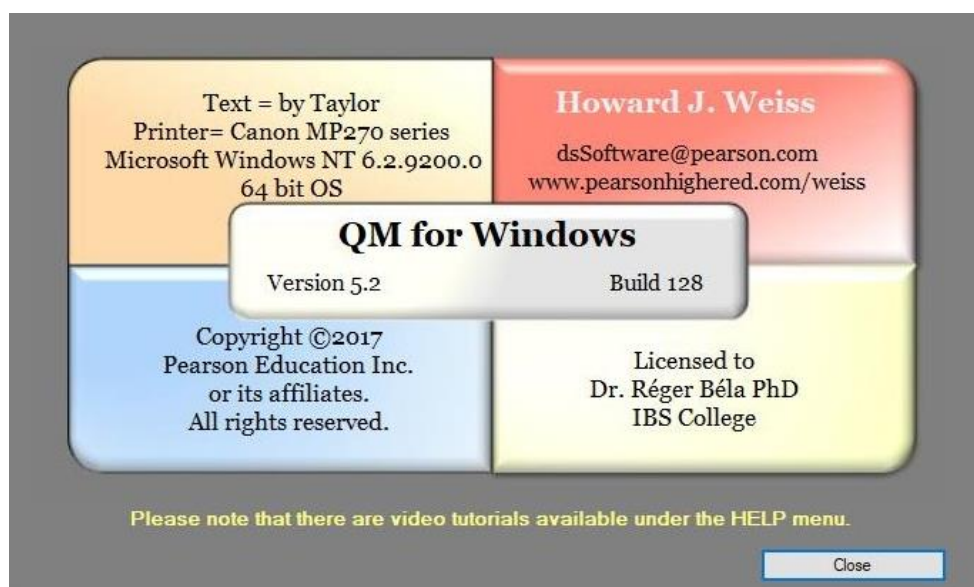 Text = by Taylor
Printer= Canon MP270 series
Microsoft Windows NT 6.2.9200.0
64 bit OS
Howard J. Weiss
dsSoftware@pearson.com
www.pearsonhighered.com/weiss
QM for Windows
Version 5.2
Build 128
Copyright ©2017
Pearson Education Inc.
or its affiliates.
All rights reserved.
Licensed to
Dr. Réger Béla PhD
IBS College
Please note that there are video tutorials available under the HELP menu.
Close